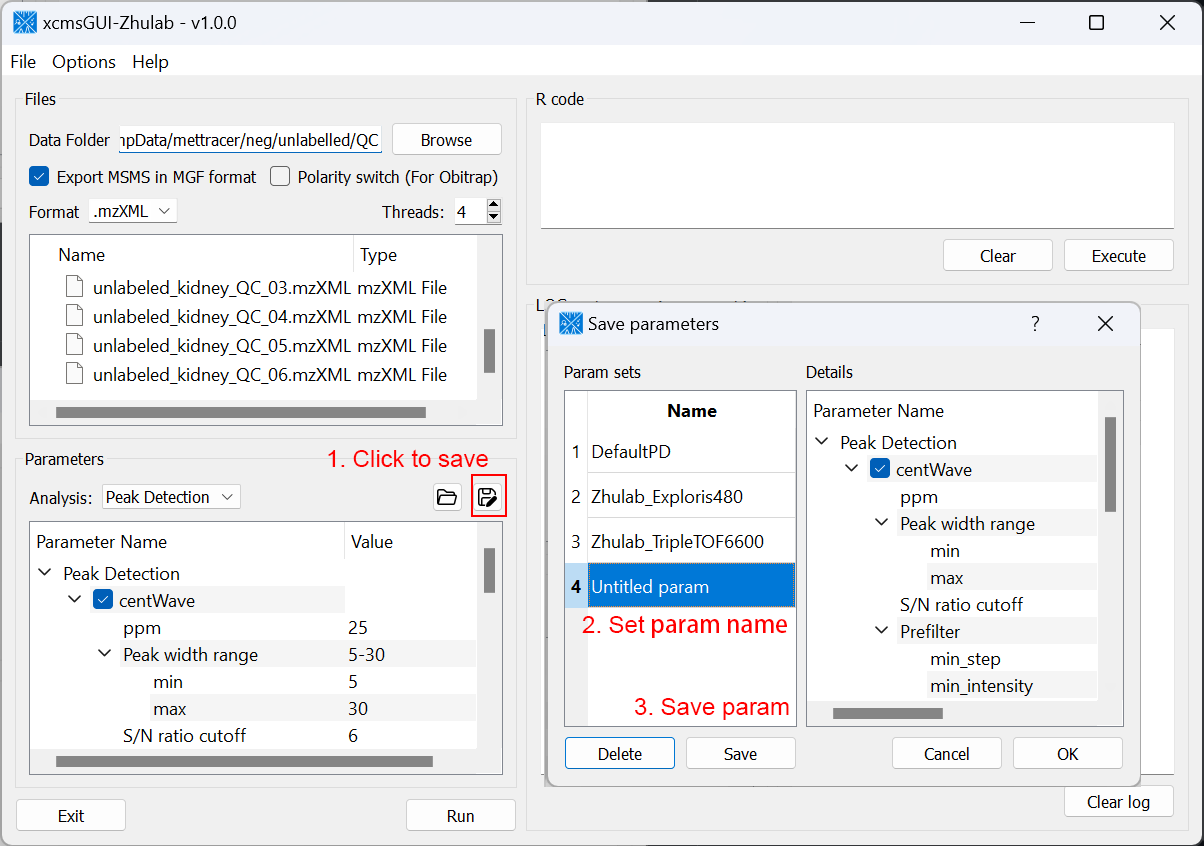 xcmsGUI-Zhulab - v1.0.0
File Options Help
Files
Data Folder npData/mettracer/neg/unlabelled/QC Browse
Export MSMS in MGF format Polarity switch (For Obitrap)
Format .mzXML Threads: 4
Name Type
unlabeled_kidney_QC_03.mzXML mzXML File
unlabeled_kidney_QC_04.mzXML mzXML File
unlabeled_kidney_QC_05.mzXML mzXML File
unlabeled_kidney_QC_06.mzXML mzXML File
Parameters
1. Click to save
Analysis: Peak Detection
Parameter Name Value
Peak Detection
centWave
ppm 25
Peak width range 5-30
min 5
max 30
S/N ratio cutoff 6
Exit Run
R code
Clear Execute
Save parameters ?
Param sets
Name
1 DefaultPD
2 Zhulab_Exploris480
3 Zhulab_TripleTOF6600
4 Untitled param
2. Set param name
3. Save param
Delete Save
Details
Parameter Name
Peak Detection
centWave
ppm
Peak width range
min
max
S/N ratio cutoff
Prefilter
min_step
min_intensity
Cancel OK
Clear log